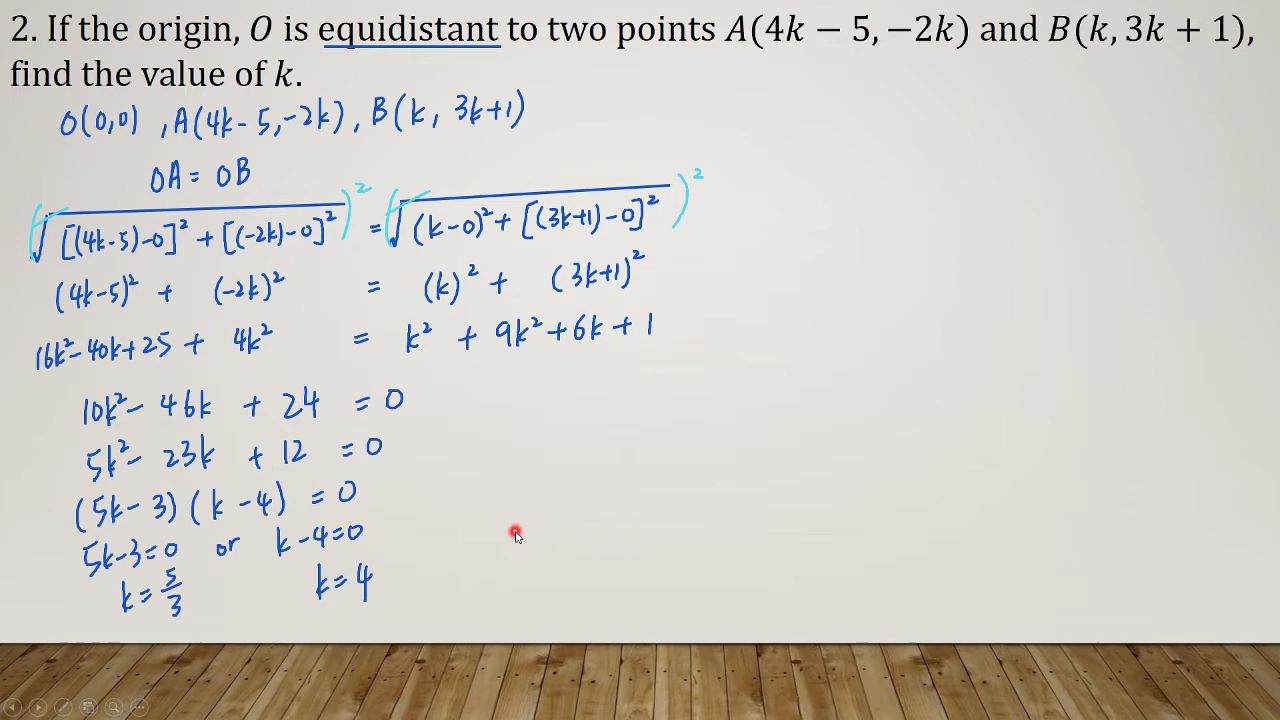 2. If the origin, O is equidistant to two points A(4k − 5, −2k) and B(k, 3k + 1),
find the value of k.
O(0,0) , A(4k-5,-2k), B(k, 3k+1)
OA = OB
(√([(4k-5)-0]² + [(-2k)-0]²))² = (√((k-0)² + [(3k+1)-0]²))²
(4k-5)² + (-2k)² = (k)² + (3k+1)²
16k²-40k+25 + 4k² = k² + 9k²+6k+1
10k² - 46k + 24 = 0
5k² - 23k + 12 = 0
(5k-3)(k-4) = 0
5k-3=0 or k-4=0
k = 5/3 k=4